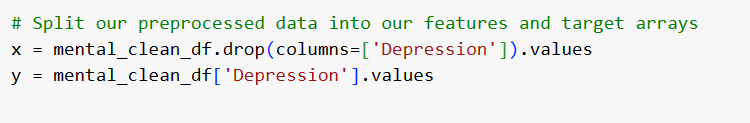 # Split our preprocessed data into our features and target arrays
x = mental_clean_df.drop(columns=['Depression']).values
y = mental_clean_df['Depression'].values